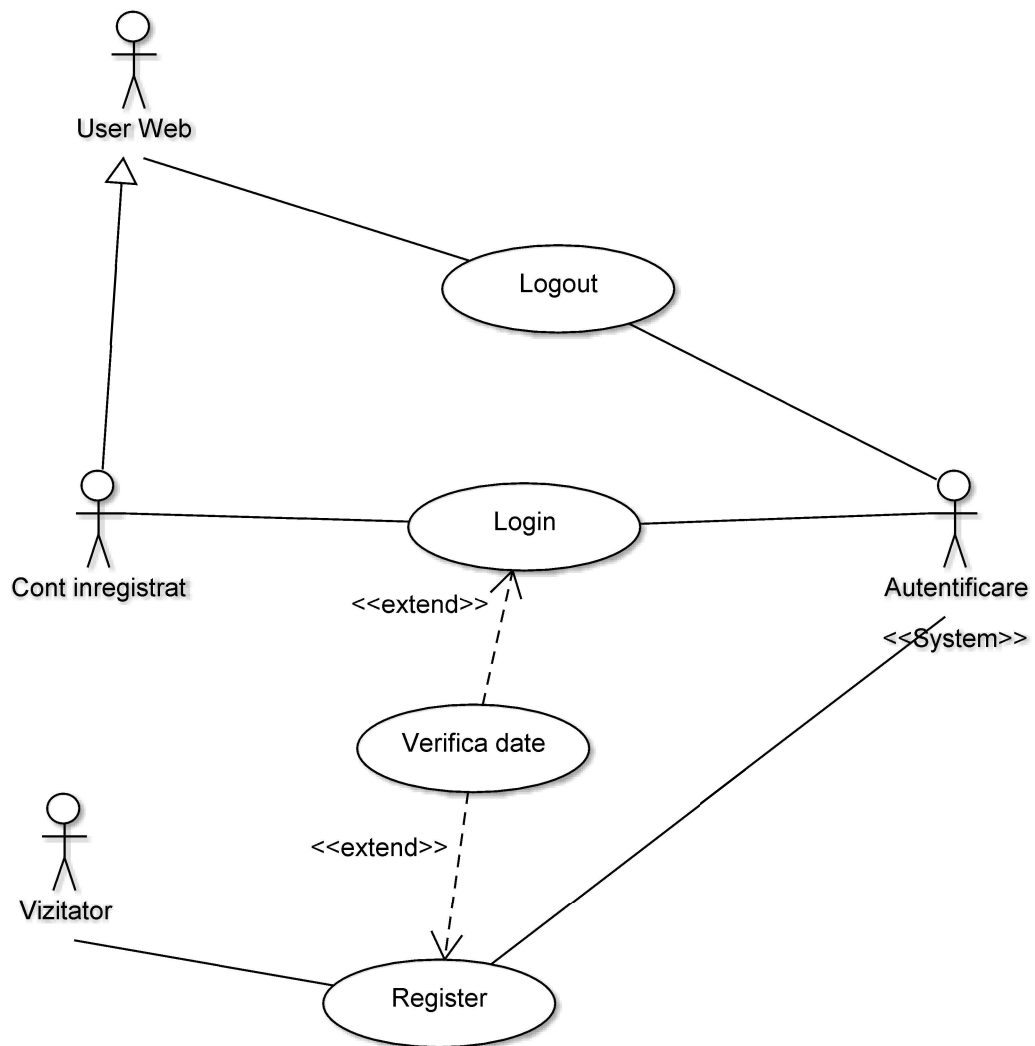 User Web
Logout
Login
Cont inregistrat
Autentificare
<<extend>>
<<System>>
Verifica date
<<extend>>
Vizitator
Register